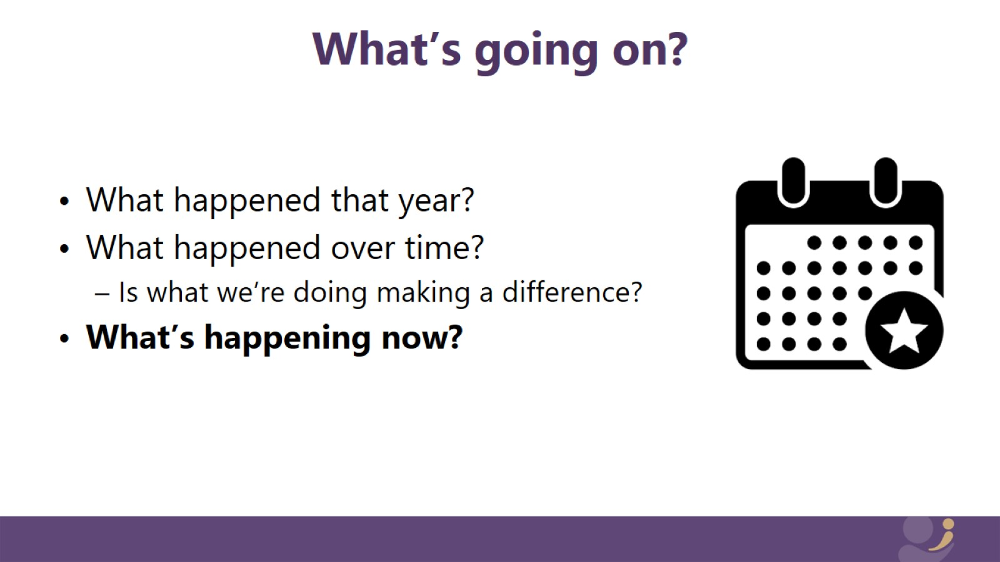 What’s going on?
• What happened that year?
• What happened over time?
– Is what we’re doing making a difference?
• What’s happening now?